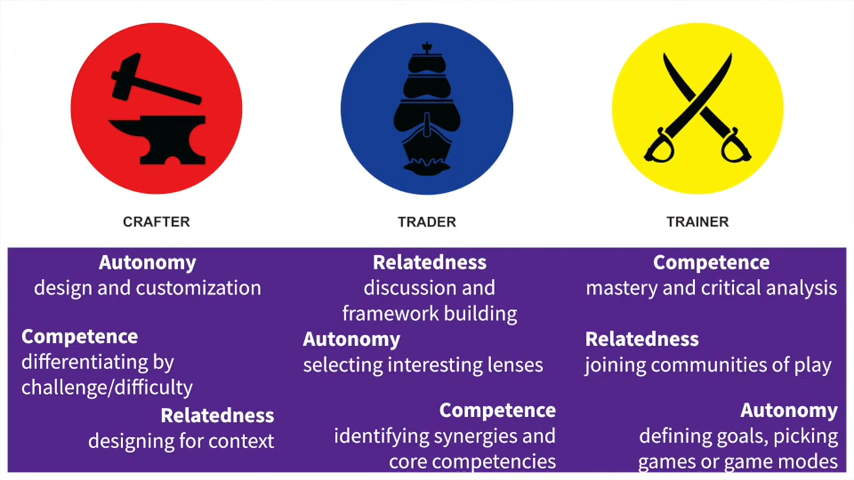 CRAFTER
TRADER
TRAINER
Autonomy
design and customization
Competence
differentiating by
challenge/difficulty
Relatedness
designing for context
Relatedness
discussion and
framework building
Autonomy
selecting interesting lenses
Competence
identifying synergies and
core competencies
Competence
mastery and critical analysis
Relatedness
joining communities of play
Autonomy
defining goals, picking
games or game modes